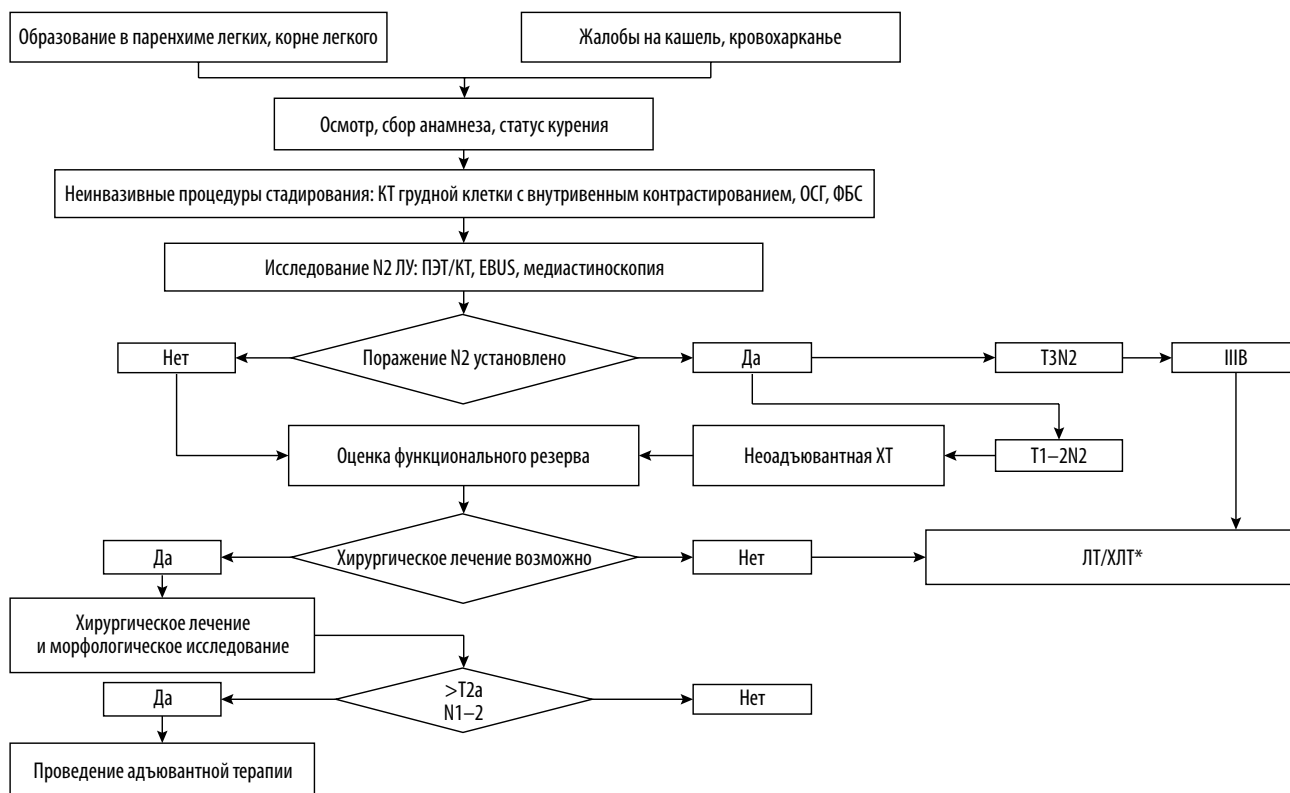 Образование в паренхиме легких, корне легкого
Жалобы на кашель, кровохарканье
Осмотр, сбор анамнеза, статус курения
Неинвазивные процедуры стадирования: КТ грудной клетки с внутривенным контрастированием, ОСГ, ФБС
Исследование N2 ЛУ: ПЭТ/КТ, EBUS, медиастиноскопия
Нет
Поражение N2 установлено
Да
T3N2
IIIB
Оценка функционального резерва
Неоадъювантная ХТ
T1–2N2
Да
Хирургическое лечение возможно
Нет
ЛТ/ХЛТ*
Хирургическое лечение
и морфологическое исследование
Да
>T2a
N1–2
Нет
Проведение адъювантной терапии